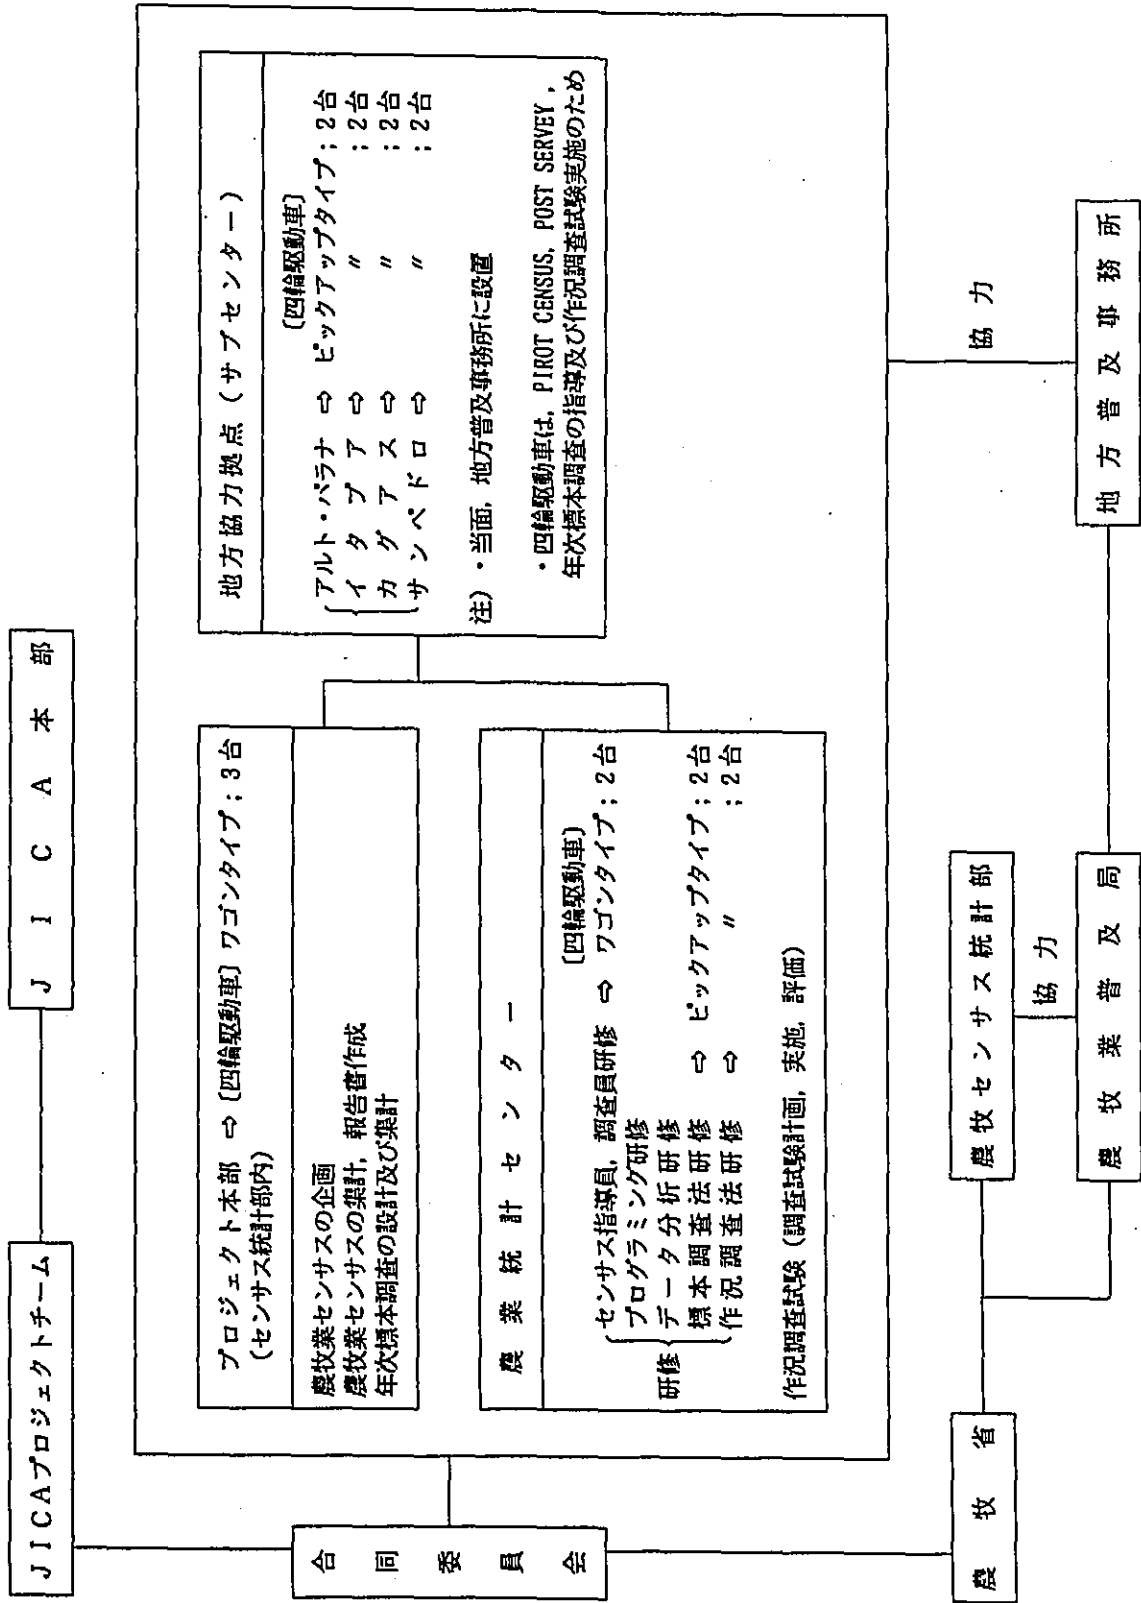 JICAプロジェクトチーム
JICA本部
合同委員会
プロジェクト本部 ⇨ 〔四輪駆動車〕ワゴンタイプ；3台
(センサス統計部内)
農牧業センサスの企画
農牧業センサスの集計，報告書作成
年次標本調査の設計及び集計
農業統計センター
〔四輪駆動車〕
センサス指導員，調査員研修 ⇨ ワゴンタイプ；2台
プログラミング研修
研修 データ分析研修
標本調査法研修 ⇨ ピックアップタイプ；2台
作況調査法研修 ⇨ 〃 ；2台
作況調査試験（調査試験計画，実施，評価）
地方協力拠点（サブセンター）
〔四輪駆動車〕
アルト・パラナ ⇨ ピックアップタイプ；2台
イタプア ⇨ 〃 ；2台
カグアス ⇨ 〃 ；2台
サンペドロ ⇨ 〃 ；2台
注）・当面，地方普及事務所に設置
・四輪駆動車は，PIROT CENSUS，POST SERVEY，
年次標本調査の指導及び作況調査試験実施のため
農牧省
農牧センサス統計部
協力
農牧業普及局
協力
地方普及事務所